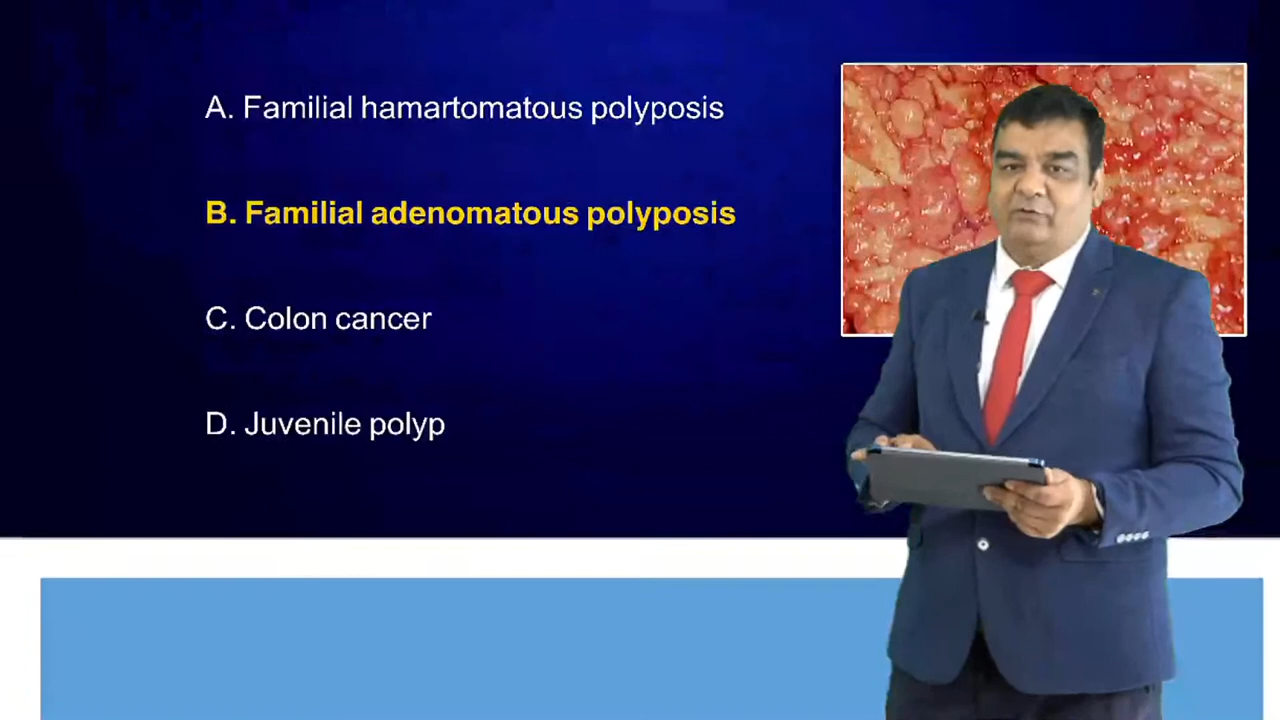 A. Familial hamartomatous polyposis
B. Familial adenomatous polyposis
C. Colon cancer
D. Juvenile polyp